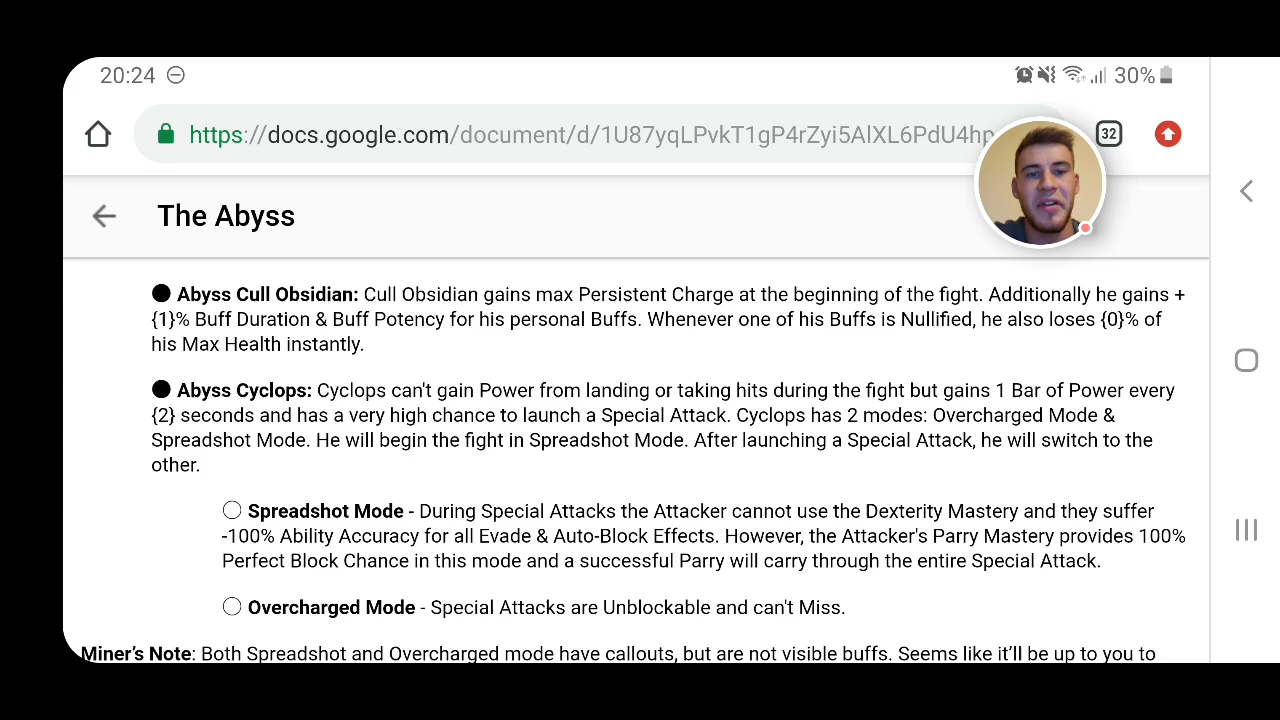 20:24 30%
https://docs.google.com/document/d/1U87yqLPvkT1gP4rZyi5AlXL6PdU4hp 32
The Abyss
Abyss Cull Obsidian: Cull Obsidian gains max Persistent Charge at the beginning of the fight. Additionally he gains +
{1}% Buff Duration & Buff Potency for his personal Buffs. Whenever one of his Buffs is Nullified, he also loses {0}% of
his Max Health instantly.
Abyss Cyclops: Cyclops can't gain Power from landing or taking hits during the fight but gains 1 Bar of Power every
{2} seconds and has a very high chance to launch a Special Attack. Cyclops has 2 modes: Overcharged Mode &
Spreadshot Mode. He will begin the fight in Spreadshot Mode. After launching a Special Attack, he will switch to the
other.
Spreadshot Mode - During Special Attacks the Attacker cannot use the Dexterity Mastery and they suffer
-100% Ability Accuracy for all Evade & Auto-Block Effects. However, the Attacker's Parry Mastery provides 100%
Perfect Block Chance in this mode and a successful Parry will carry through the entire Special Attack.
Overcharged Mode - Special Attacks are Unblockable and can't Miss.
Miner's Note: Both Spreadshot and Overcharged mode have callouts, but are not visible buffs. Seems like it'll be up to you to